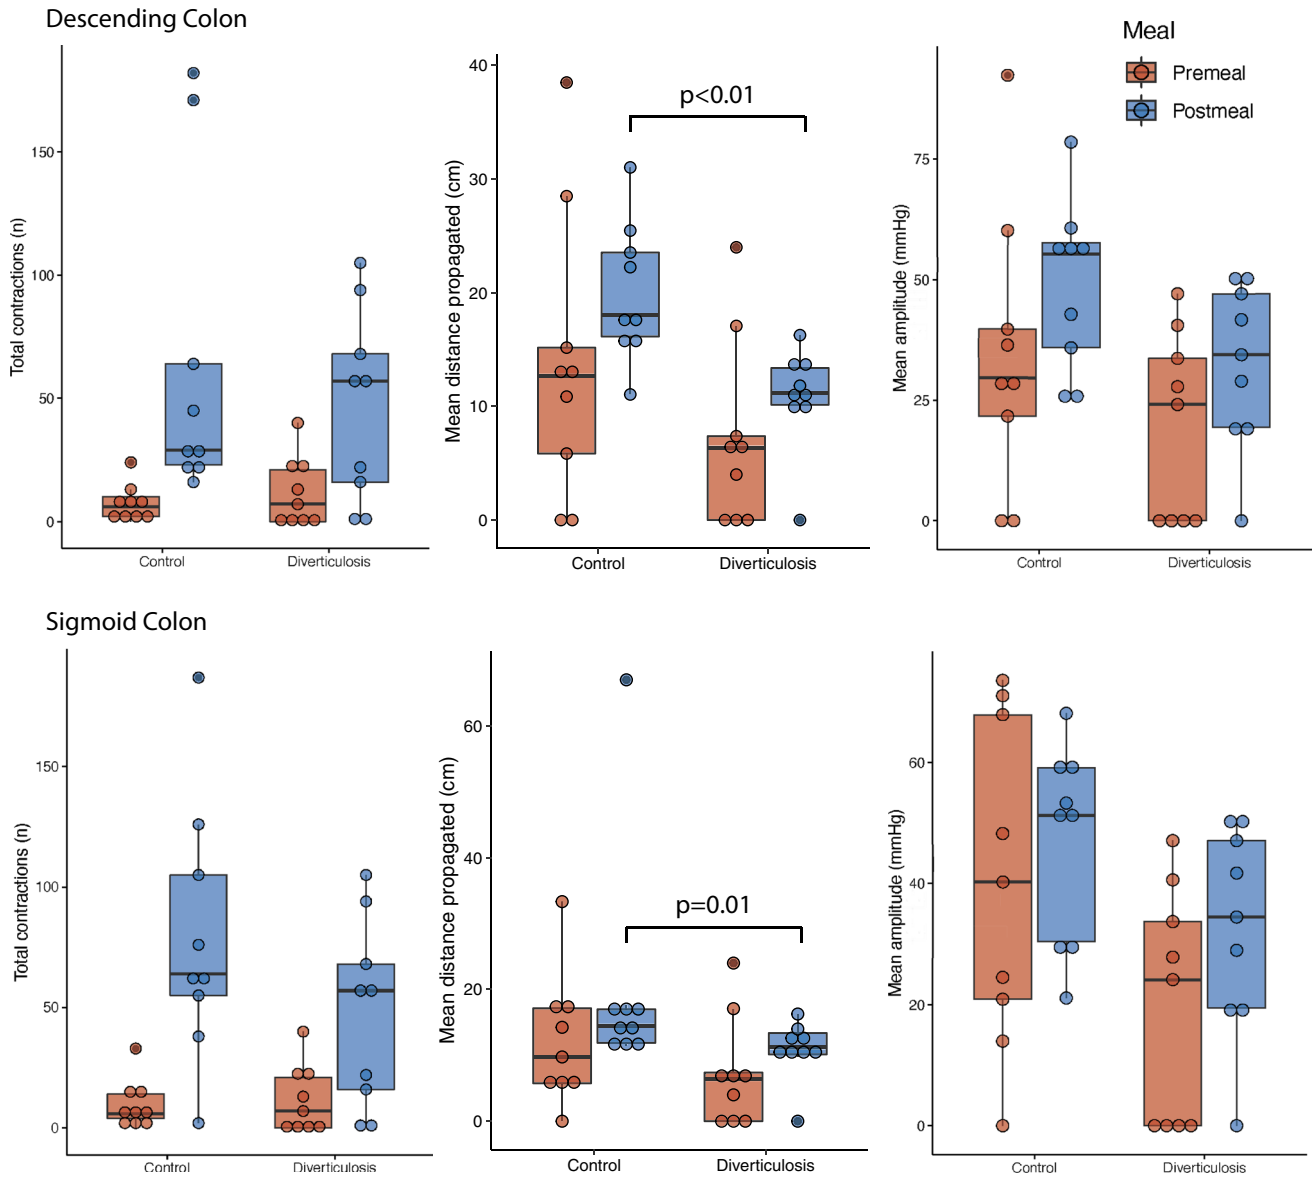 Descending Colon
Meal
Premeal
Postmeal
Total contractions (n)
150
100
50
0
Control
Diverticulosis
Mean distance propagated (cm)
40
30
20
10
0
p<0.01
Control
Diverticulosis
Mean amplitude (mmHg)
75
50
25
0
Control
Diverticulosis
Sigmoid Colon
Total contractions (n)
150
100
50
0
Control
Diverticulosis
Mean distance propagated (cm)
60
40
20
0
p=0.01
Control
Diverticulosis
Mean amplitude (mmHg)
60
40
20
0
Control
Diverticulosis